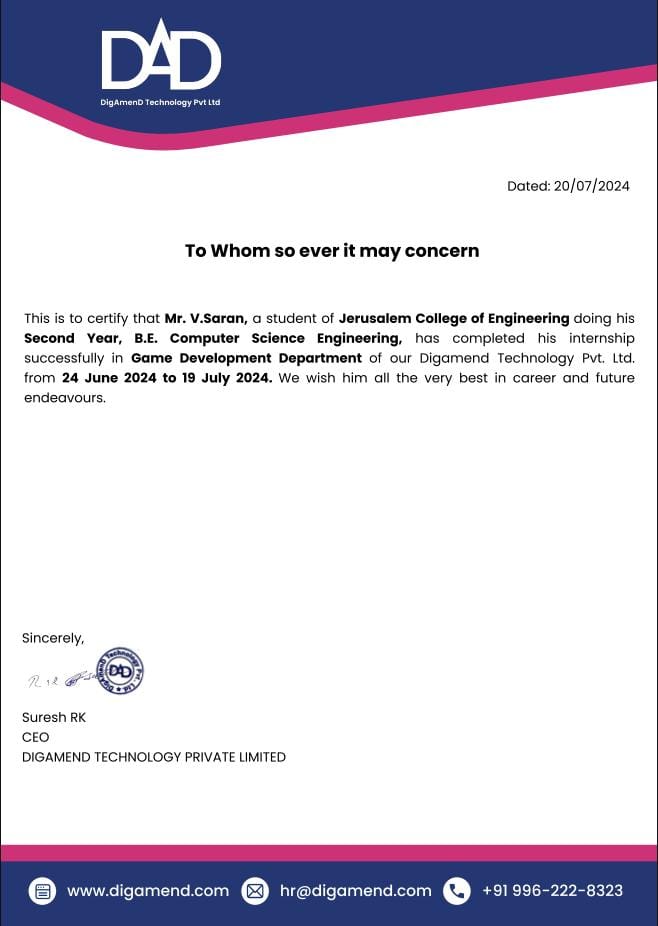 DAD
DigAmenD Technology Pvt Ltd
Dated: 20/07/2024
To Whom so ever it may concern
This is to certify that Mr. V.Saran, a student of Jerusalem College of Engineering doing his
Second Year, B.E. Computer Science Engineering, has completed his internship
successfully in Game Development Department of our Digamend Technology Pvt. Ltd.
from 24 June 2024 to 19 July 2024. We wish him all the very best in career and future
endeavours.
Sincerely,
DigAmenD Technology Pvt. Ltd.
DAD
Suresh RK
CEO
DIGAMEND TECHNOLOGY PRIVATE LIMITED
www.digamend.com hr@digamend.com +91 996-222-8323